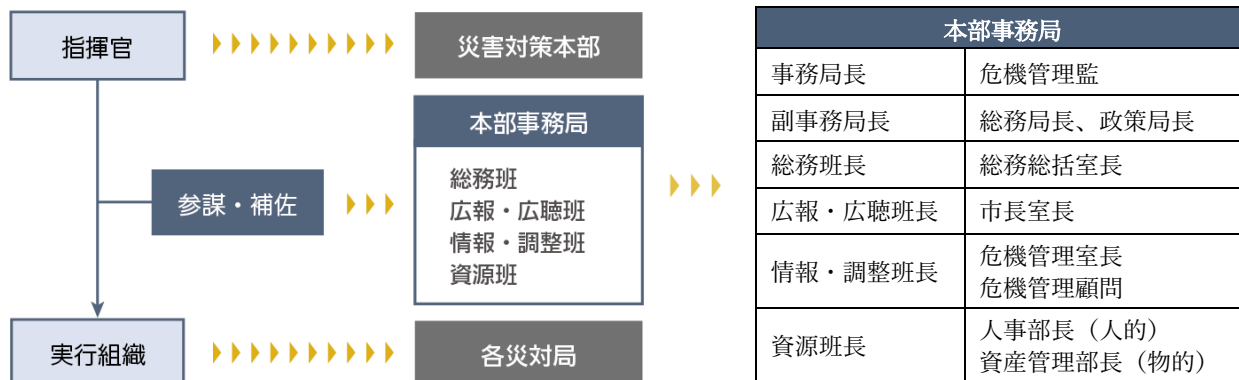 指揮官
災害対策本部
本部事務局
総務班
広報・広聴班
情報・調整班
資源班
参謀・補佐
実行組織
各災対局
本部事務局
事務局長 危機管理監
副事務局長 総務局長、政策局長
総務班長 総務総括室長
広報・広聴班長 市長室長
情報・調整班長 危機管理室長
危機管理顧問
資源班長 人事部長（人的）
資産管理部長（物的）